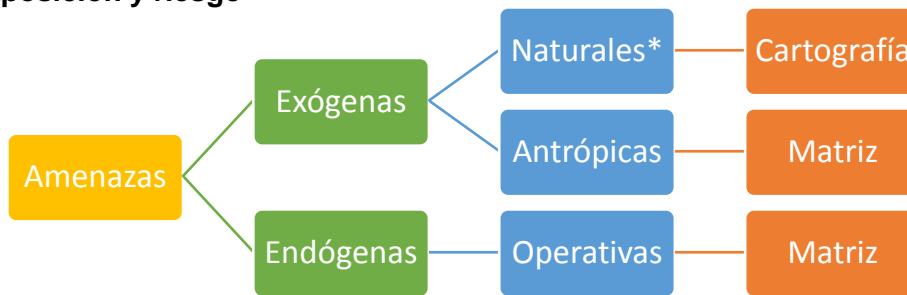 Naturales*
Cartografía
Exógenas
Antrópicas
Matriz
Amenazas
Endógenas
Operativas
Matriz